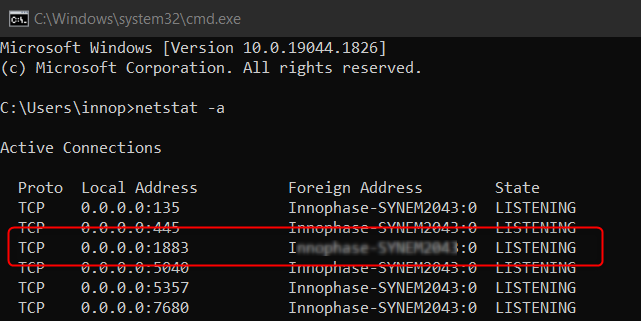 C:\Windows\system32\cmd.exe
Microsoft Windows [Version 10.0.19044.1826]
(c) Microsoft Corporation. All rights reserved.
C:\Users\innop>netstat -a
Active Connections
Proto Local Address Foreign Address State
TCP 0.0.0.0:135 Innophase-SYNEM2043:0 LISTENING
TCP 0.0.0.0:445 Innophase-SYNEM2043:0 LISTENING
TCP 0.0.0.0:1883 :0 LISTENING
TCP 0.0.0.0:5040 Innophase-SYNEM2043:0 LISTENING
TCP 0.0.0.0:5357 Innophase-SYNEM2043:0 LISTENING
TCP 0.0.0.0:7680 Innophase-SYNEM2043:0 LISTENING